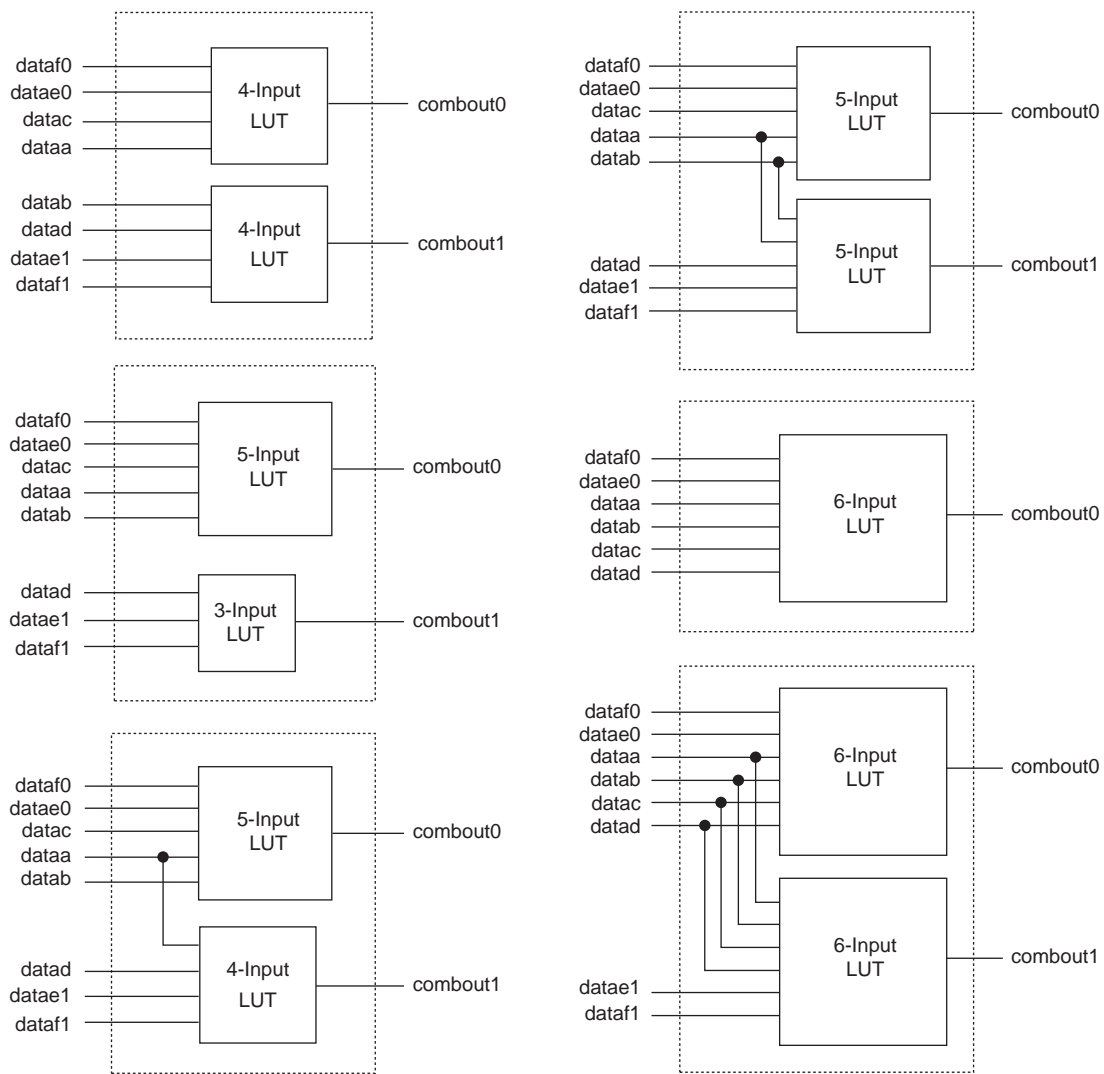 dataf0
datae0
datac
dataa
4-Input
LUT
combout0
datab
datad
datae1
dataf1
4-Input
LUT
combout1
dataf0
datae0
datac
dataa
datab
5-Input
LUT
combout0
datad
datae1
dataf1
3-Input
LUT
combout1
dataf0
datae0
datac
dataa
datab
5-Input
LUT
combout0
datad
datae1
dataf1
4-Input
LUT
combout1
dataf0
datae0
datac
dataa
datab
5-Input
LUT
combout0
datad
datae1
dataf1
5-Input
LUT
combout1
dataf0
datae0
dataa
datab
datac
datad
6-Input
LUT
combout0
dataf0
datae0
dataa
datab
datac
datad
6-Input
LUT
combout0
datae1
dataf1
6-Input
LUT
combout1